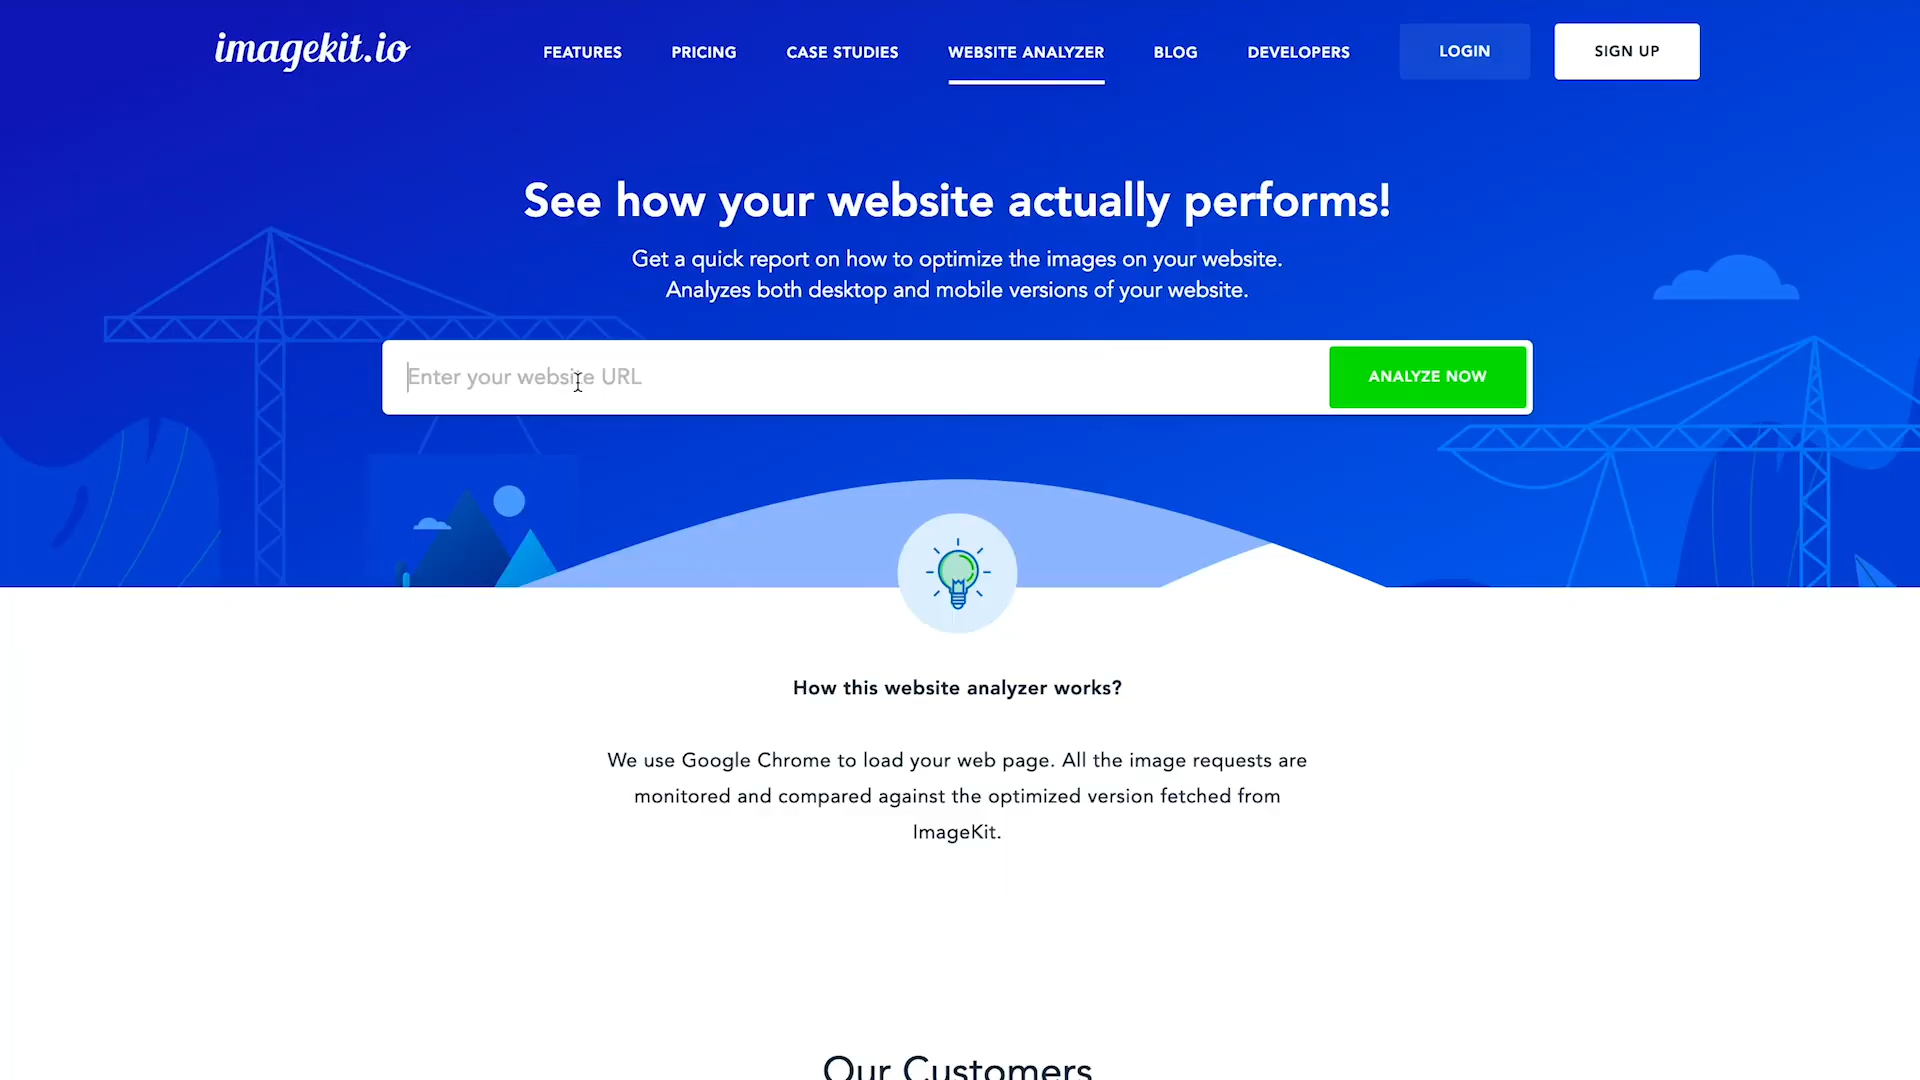 imagekit.io
FEATURES
PRICING
CASE STUDIES
WEBSITE ANALYZER
BLOG
DEVELOPERS
LOGIN
SIGN UP
See how your website actually performs!
Get a quick report on how to optimize the images on your website.
Analyzes both desktop and mobile versions of your website.
Enter your website URL
ANALYZE NOW
How this website analyzer works?
We use Google Chrome to load your web page. All the image requests are
monitored and compared against the optimized version fetched from
ImageKit.
Our Customers